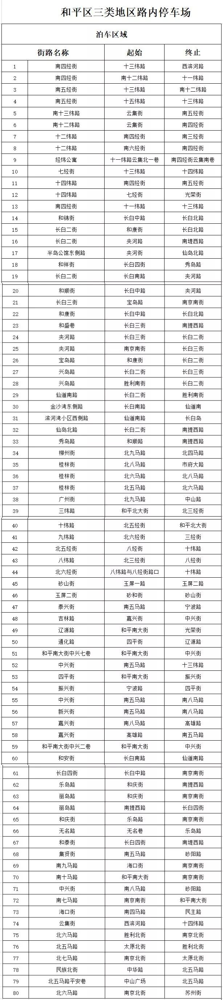 和平区三类地区路内停车场
泊车区域
街路名称 起始 终止
1 南四经街 十三纬路 西滨河路
2 南四经街 南十二纬路 十一纬路
3 南五经街 十三纬路 南十二纬路
4 南五经街 十五纬路 十三纬路
5 南十三纬路 云集街 南五经街
6 南十二纬路 云集街 南四经街
7 十二纬路 南四经街 南三经街
8 十二纬路 南六经街 南四经街
9 经纬公寓 十一纬路云集北一巷 南四经街云集南巷
10 七经街 十三纬路 十四纬路
11 十四纬路 南四经街 南五经街
12 十四纬路 七经街 光荣街
13 南四经街 十一纬路 十三纬路
14 和锦街 长白中路 长白北路
15 长白二街 和康街 长白北路
16 长白二街 夹河路 南堤西路
17 半岛公馆东侧路 夹河街 仙岛北路
18 和祥街 长白四街 秀岛路
19 长白二街 长白南路 夹河路
20 和顺街 长白中路 夹河路
21 长白三街 宝岛路 南京南街
22 和康街 长白中路 长白北路
23 和盛巷 长白三街 南提西路
24 夹河路 长白三街 长白二街
25 夹河路 南京南街 长白三街
26 宝岛路 和康街 长白二街
27 兴岛路 长白二街 长白三街
28 兴岛路 胜利南街 长白二街
29 仙道南路 长白二街 胜利南街
30 金沙湾东侧路 长白南路 仙道南
31 滨河湾小区西侧路 仙道南路 长白岛
32 仙岛北路 长白二街 南提西路
33 秀岛路 和顺路 南提西路
34 柳州街 北九马路 北四马路
35 桂林街 北八马路 市府大路
36 桂林街 北六马路 北八马路
37 桂林街 北五马路 北六马路
38 广州街 北九马路 中山路
39 三纬路 和平北大街 北三经街
40 十纬路 北五经街 和平北大街
41 九纬路 北六经街 三经街
42 北五经街 八经街 十纬路
43 八纬路 北三经街 八经街
44 北六经街 八纬路与八经街路口 十纬路
45 砂山街 玉屏一路 玉屏二路
46 玉屏二街 砂和街 砂山街
47 泰兴街 南五马路 宁波路
48 吉林路 嘉兴街 中兴街
49 辽源路 和平南大街 光荣街
50 通化路 四平街 辽源路
51 和平南大街中兴七巷 和平南大街 中兴街
52 中兴街 南五马路 十三纬路
53 四平街 和平南大街 振兴街
54 振兴街 宁波路 四平街
55 中兴街 南五马路 南八马路
56 新兴街 南五马路 南八马路
57 嘉兴街 南八马路 高雄路
58 嘉兴街 高雄路 南五马路
59 和平南大街中兴二巷 和平南大街 中兴街
60 和安街 长白南路 仙道南路
61 长白四街 长白中路 南京南街
62 乐岛路 和庆街 南提西路
63 丽岛路 和庆街 南京南街
64 丽岛路 南提西路 长白四街
65 和庆街 乐岛路 南京南街
66 无名路 无名巷 乐岛路
67 和泰街 长白四街 南堤西路
68 集贤街 南五马路 砂阳路
69 南九马路 海口街 南京南街
70 南十马路 和平南大街 南京南街
71 中兴街 南八马路 砂阳路
72 南七马路 南京南街 和平南大街
73 海口街 南四马路 民主路
74 云集街 西滨河路 十四纬路
75 北六马路 胜利北街 南京北街
76 北五马路 太原北街 胜利北街
77 北七马路 南京北街 太原北街
78 民族北街 中华路 北五马路
79 北五马路平安巷 中山广场 北五马路
80 北六马路 南京北街 苏州街